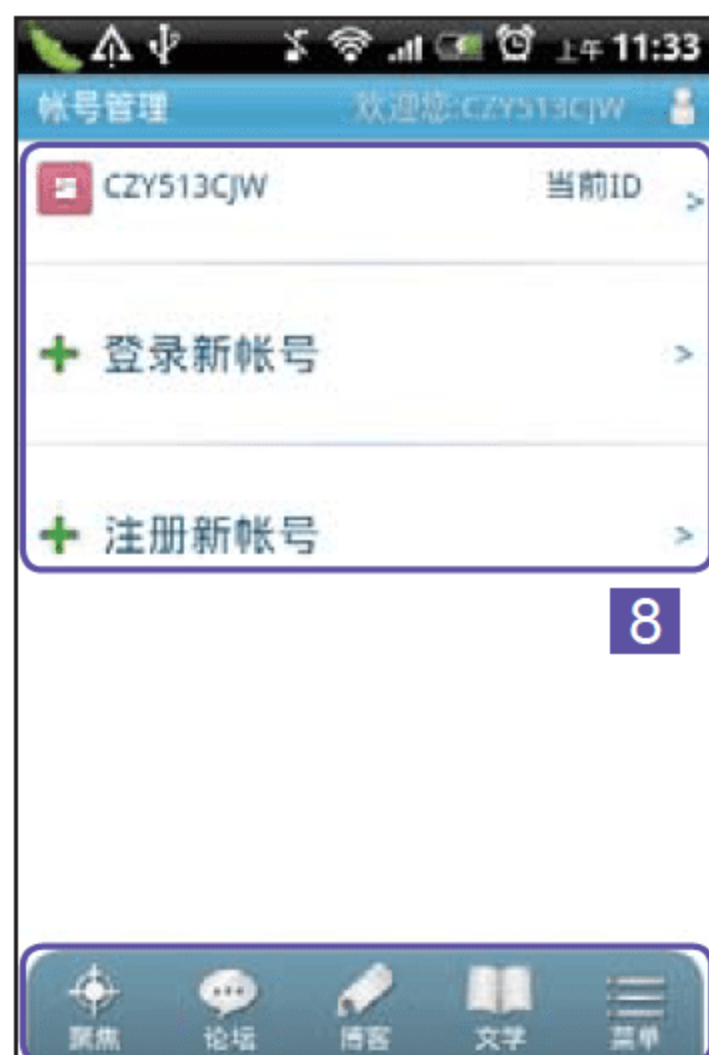 上午 11:33
帐号管理 欢迎您:CZY513CJW
CZY513CJW 当前ID >
登录新帐号 >
注册新帐号 >
8
聚焦 论坛 博客 文学 菜单